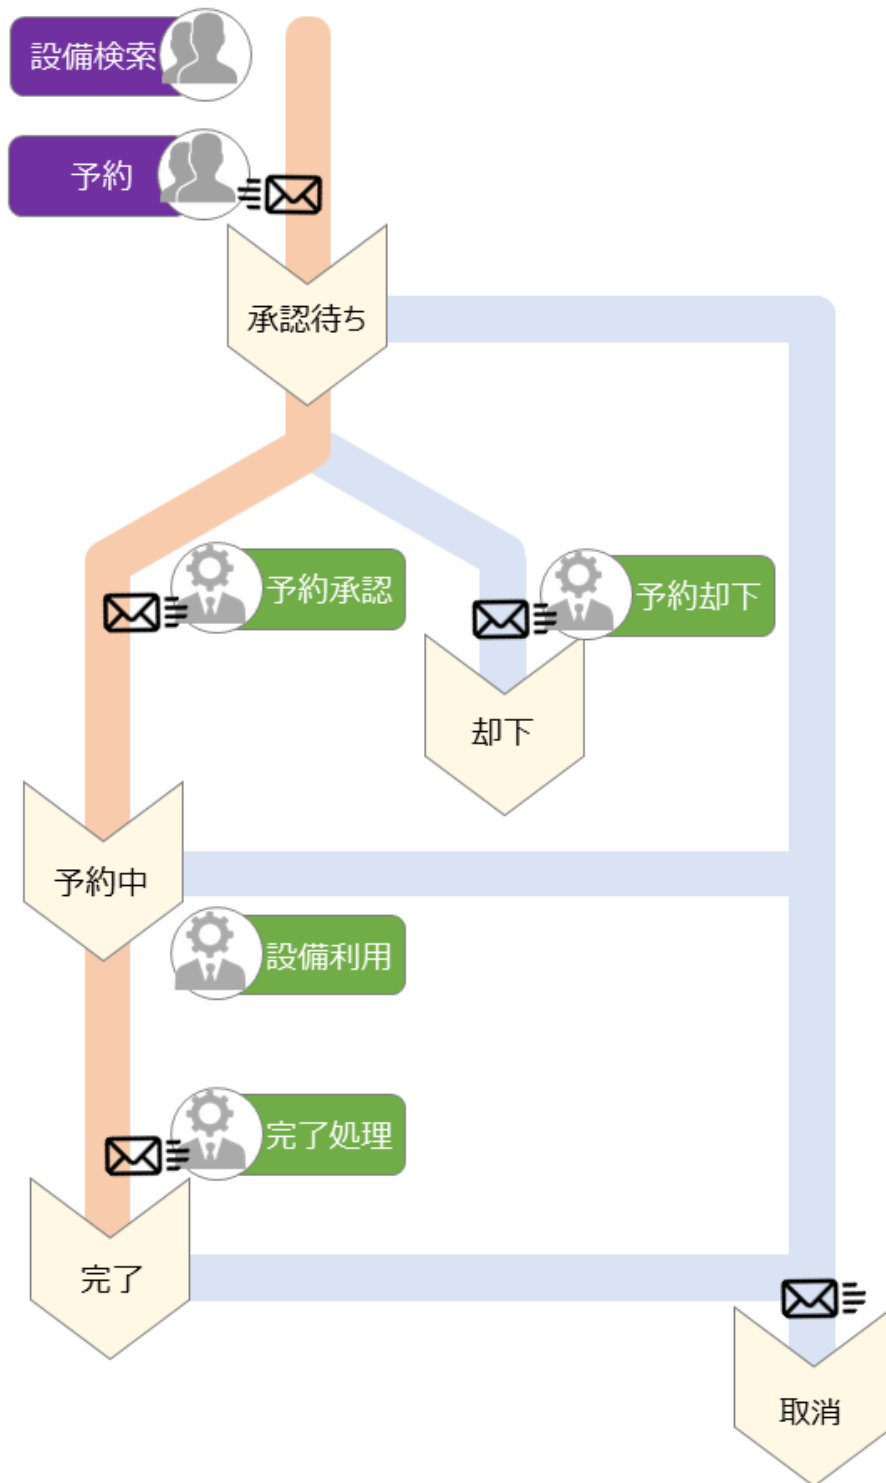 設備検索
予約
承認待ち
予約承認
予約却下
却下
予約中
設備利用
完了処理
完了
取消